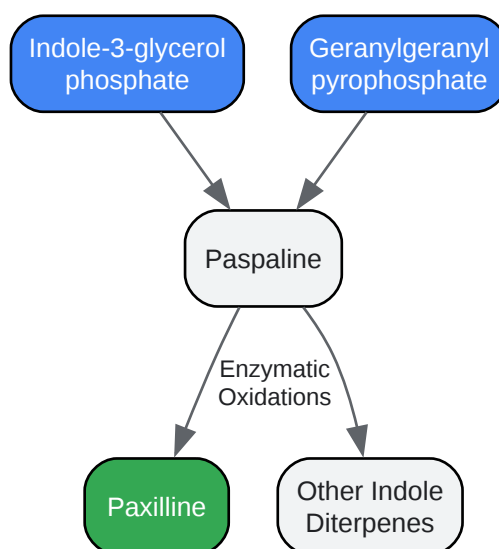 Indole-3-glycerol
phosphate
Geranylgeranyl
pyrophosphate
Paspaline
Enzymatic
Oxidations
Paxilline
Other Indole
Diterpenes